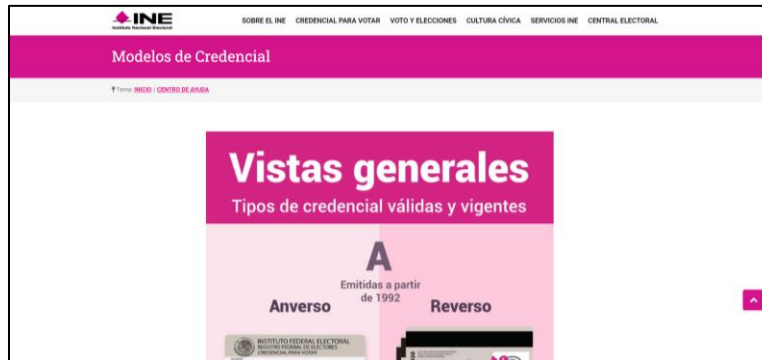 INE
Instituto Nacional Electoral
SOBRE EL INE CREDENCIAL PARA VOTAR VOTO Y ELECCIONES CULTURA CÍVICA SERVICIOS INE CENTRAL ELECTORAL
Modelos de Credencial
Tema: INICIO / CENTRO DE AYUDA
Vistas generales
Tipos de credencial válidas y vigentes
A
Emitidas a partir
de 1992
Anverso Reverso
INSTITUTO FEDERAL ELECTORAL
REGISTRO FEDERAL DE ELECTORES
CREDENCIAL PARA VOTAR